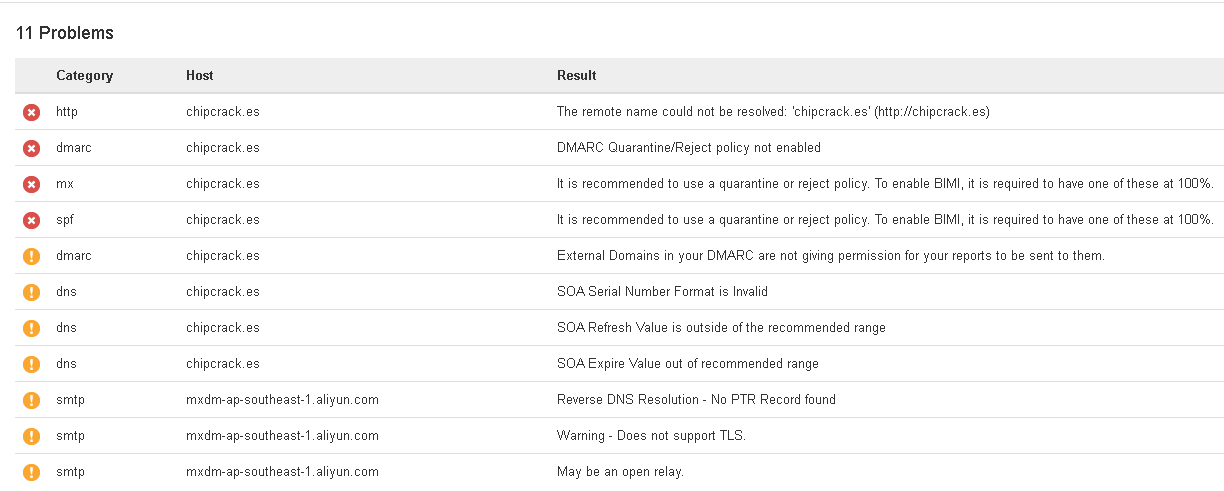 11 Problems
Category Host Result
http chipcrack.es The remote name could not be resolved: 'chipcrack.es' (http://chipcrack.es)
dmarc chipcrack.es DMARC Quarantine/Reject policy not enabled
mx chipcrack.es It is recommended to use a quarantine or reject policy. To enable BIMI, it is required to have one of these at 100%.
spf chipcrack.es It is recommended to use a quarantine or reject policy. To enable BIMI, it is required to have one of these at 100%.
dmarc chipcrack.es External Domains in your DMARC are not giving permission for your reports to be sent to them.
dns chipcrack.es SOA Serial Number Format is Invalid
dns chipcrack.es SOA Refresh Value is outside of the recommended range
dns chipcrack.es SOA Expire Value out of recommended range
smtp mxdm-ap-southeast-1.aliyun.com Reverse DNS Resolution - No PTR Record found
smtp mxdm-ap-southeast-1.aliyun.com Warning - Does not support TLS.
smtp mxdm-ap-southeast-1.aliyun.com May be an open relay.